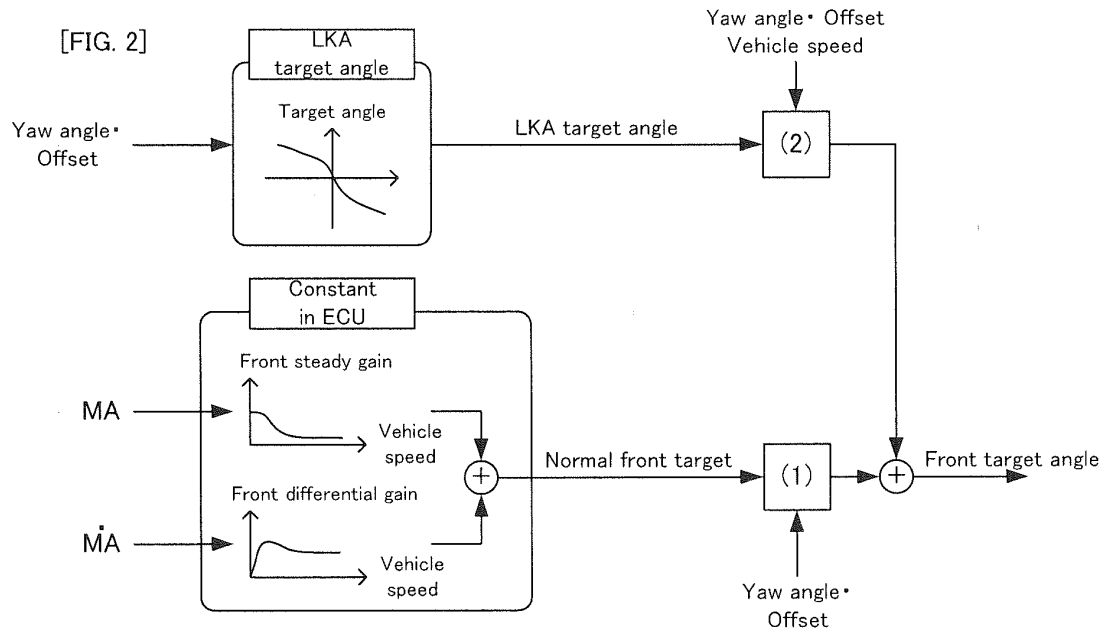 [FIG. 2]
LKA
target angle
Target angle
Yaw angle・
Offset
LKA target angle
Yaw angle・ Offset
Vehicle speed
(2)
Constant
in ECU
Front steady gain
MA
Vehicle
speed
Front differential gain
ṀA
Vehicle
speed
Normal front target
(1)
Front target angle
Yaw angle・
Offset